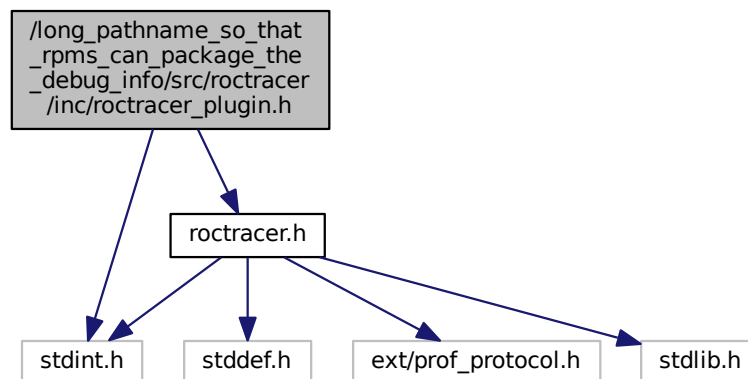 /long_pathname_so_that
_rpms_can_package_the
_debug_info/src/roctracer
/inc/roctracer_plugin.h
roctracer.h
stdint.h
stddef.h
ext/prof_protocol.h
stdlib.h